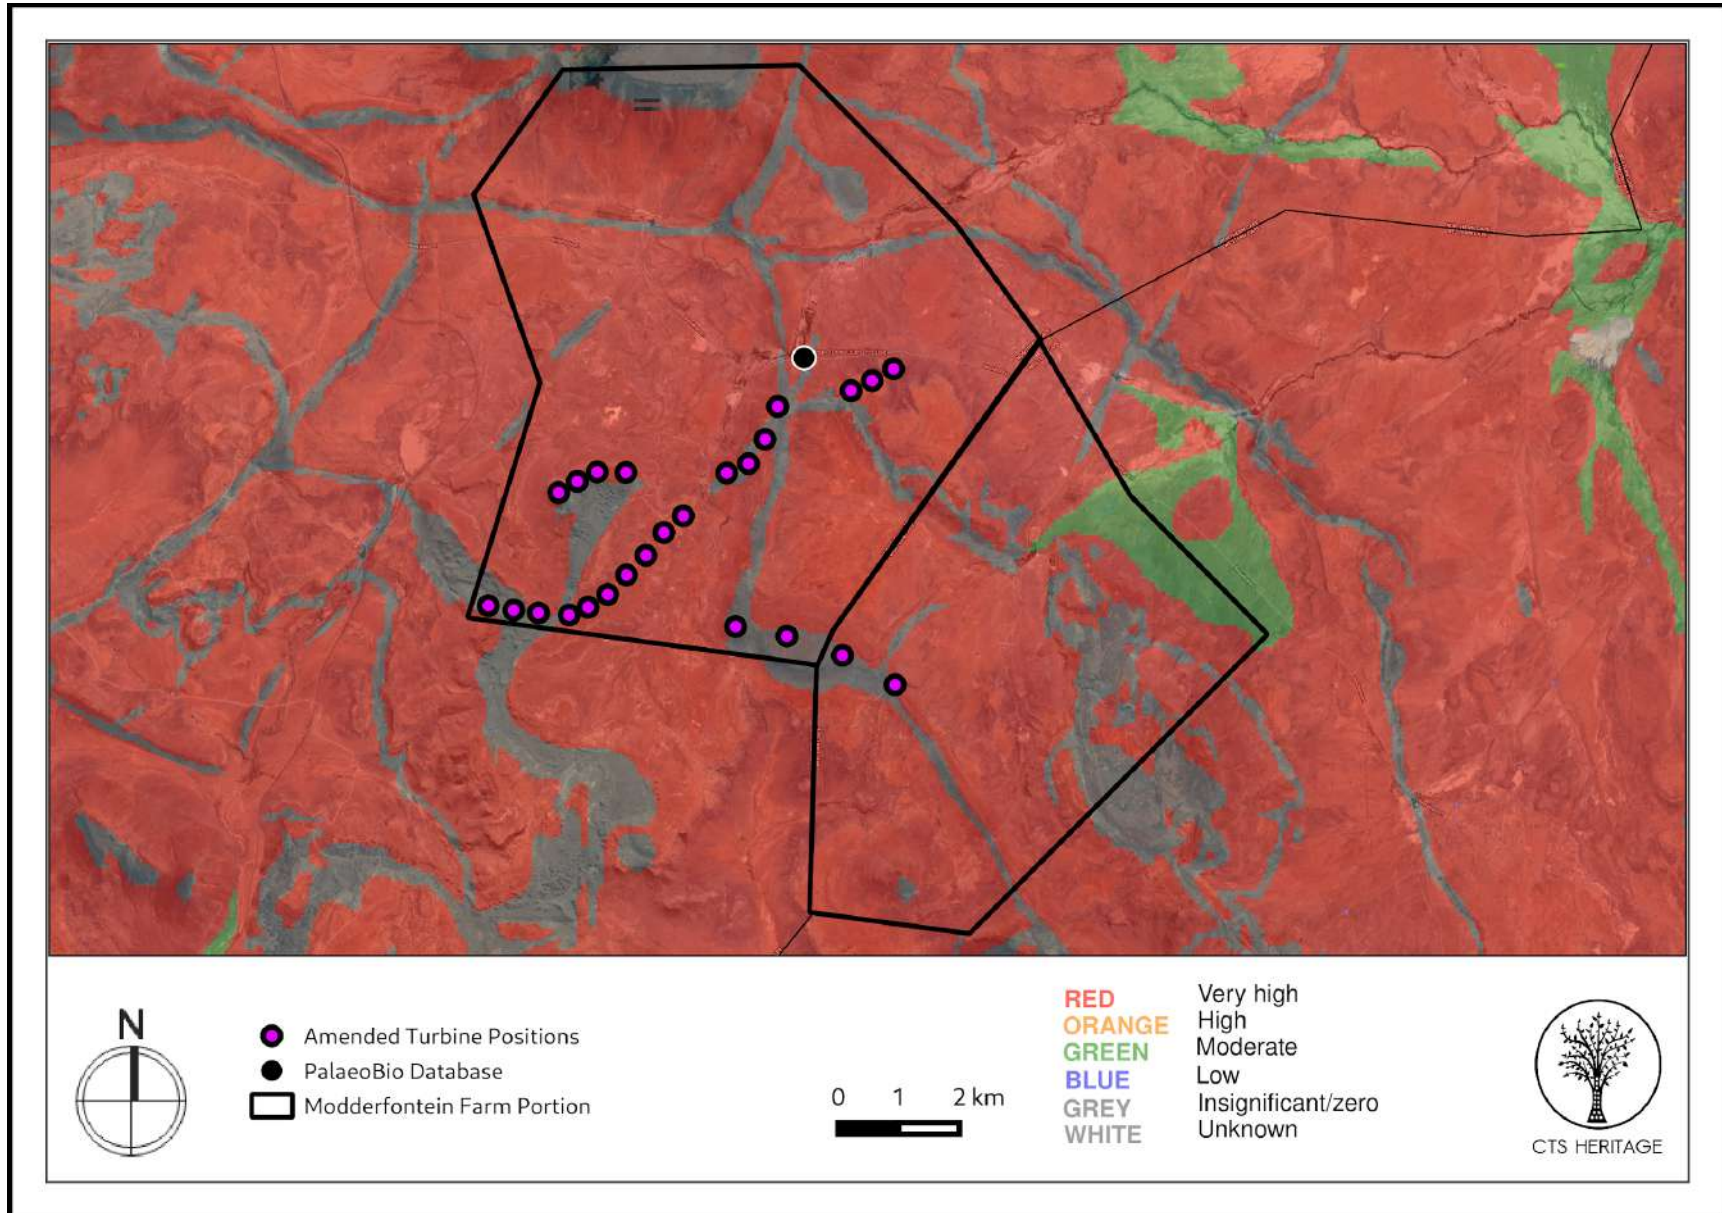 N
Amended Turbine Positions
PalaeoBio Database
Modderfontein Farm Portion
0 1 2 km
RED Very high
ORANGE High
GREEN Moderate
BLUE Low
GREY Insignificant/zero
WHITE Unknown
CTS HERITAGE